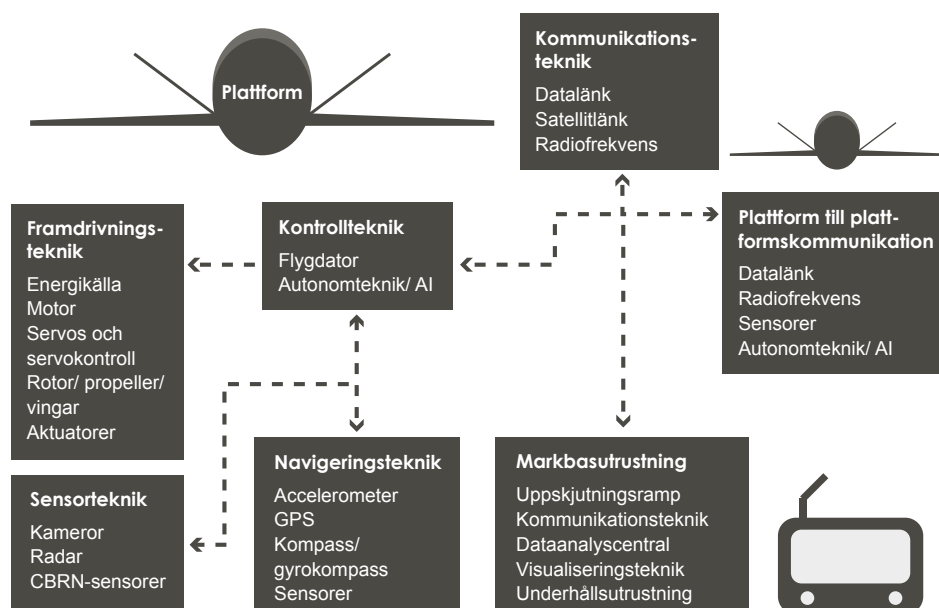 Plattform
Kommunikations-
teknik
Datalänk
Satellitlänk
Radiofrekvens
Framdrivnings-
teknik
Energikälla
Motor
Servos och
servokontroll
Rotor/ propeller/
vingar
Aktuatorer
Kontrollteknik
Flygdator
Autonomteknik/ AI
Plattform till platt-
formskommunikation
Datalänk
Radiofrekvens
Sensorer
Autonomteknik/ AI
Sensorteknik
Kameror
Radar
CBRN-sensorer
Navigeringsteknik
Accelerometer
GPS
Kompass/
gyrokompass
Sensorer
Markbasutrustning
Uppskjutningsramp
Kommunikationsteknik
Dataanalyscentral
Visualiseringsteknik
Underhållsutrustning